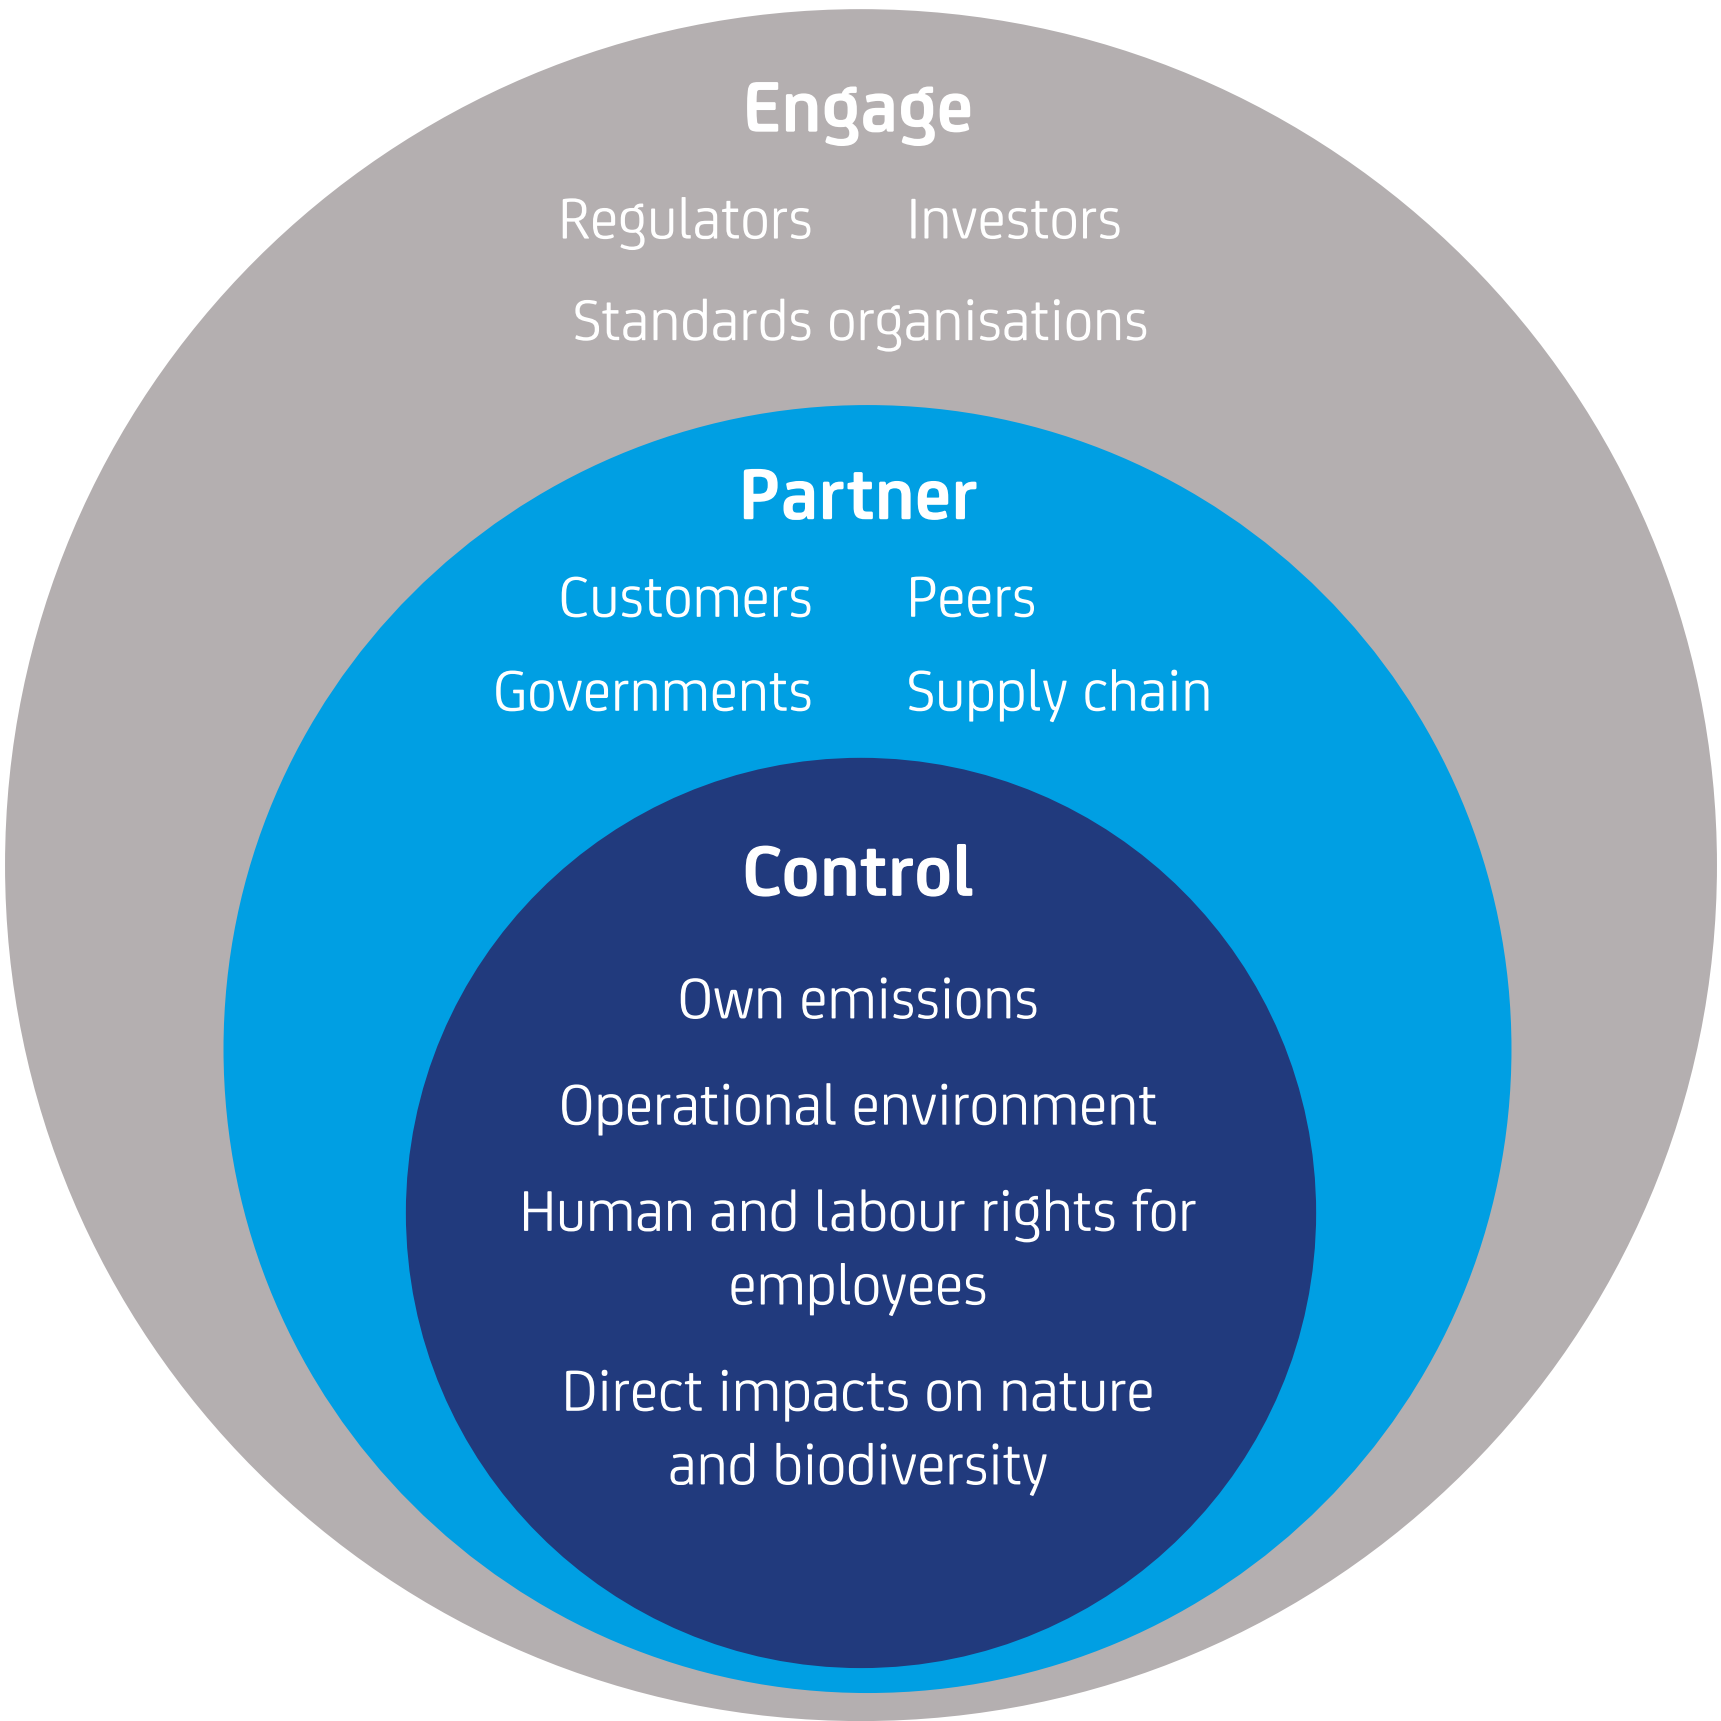 Engage
Regulators Investors
Standards organisations
Partner
Customers Peers
Governments Supply chain
Control
Own emissions
Operational environment
Human and labour rights for
employees
Direct impacts on nature
and biodiversity